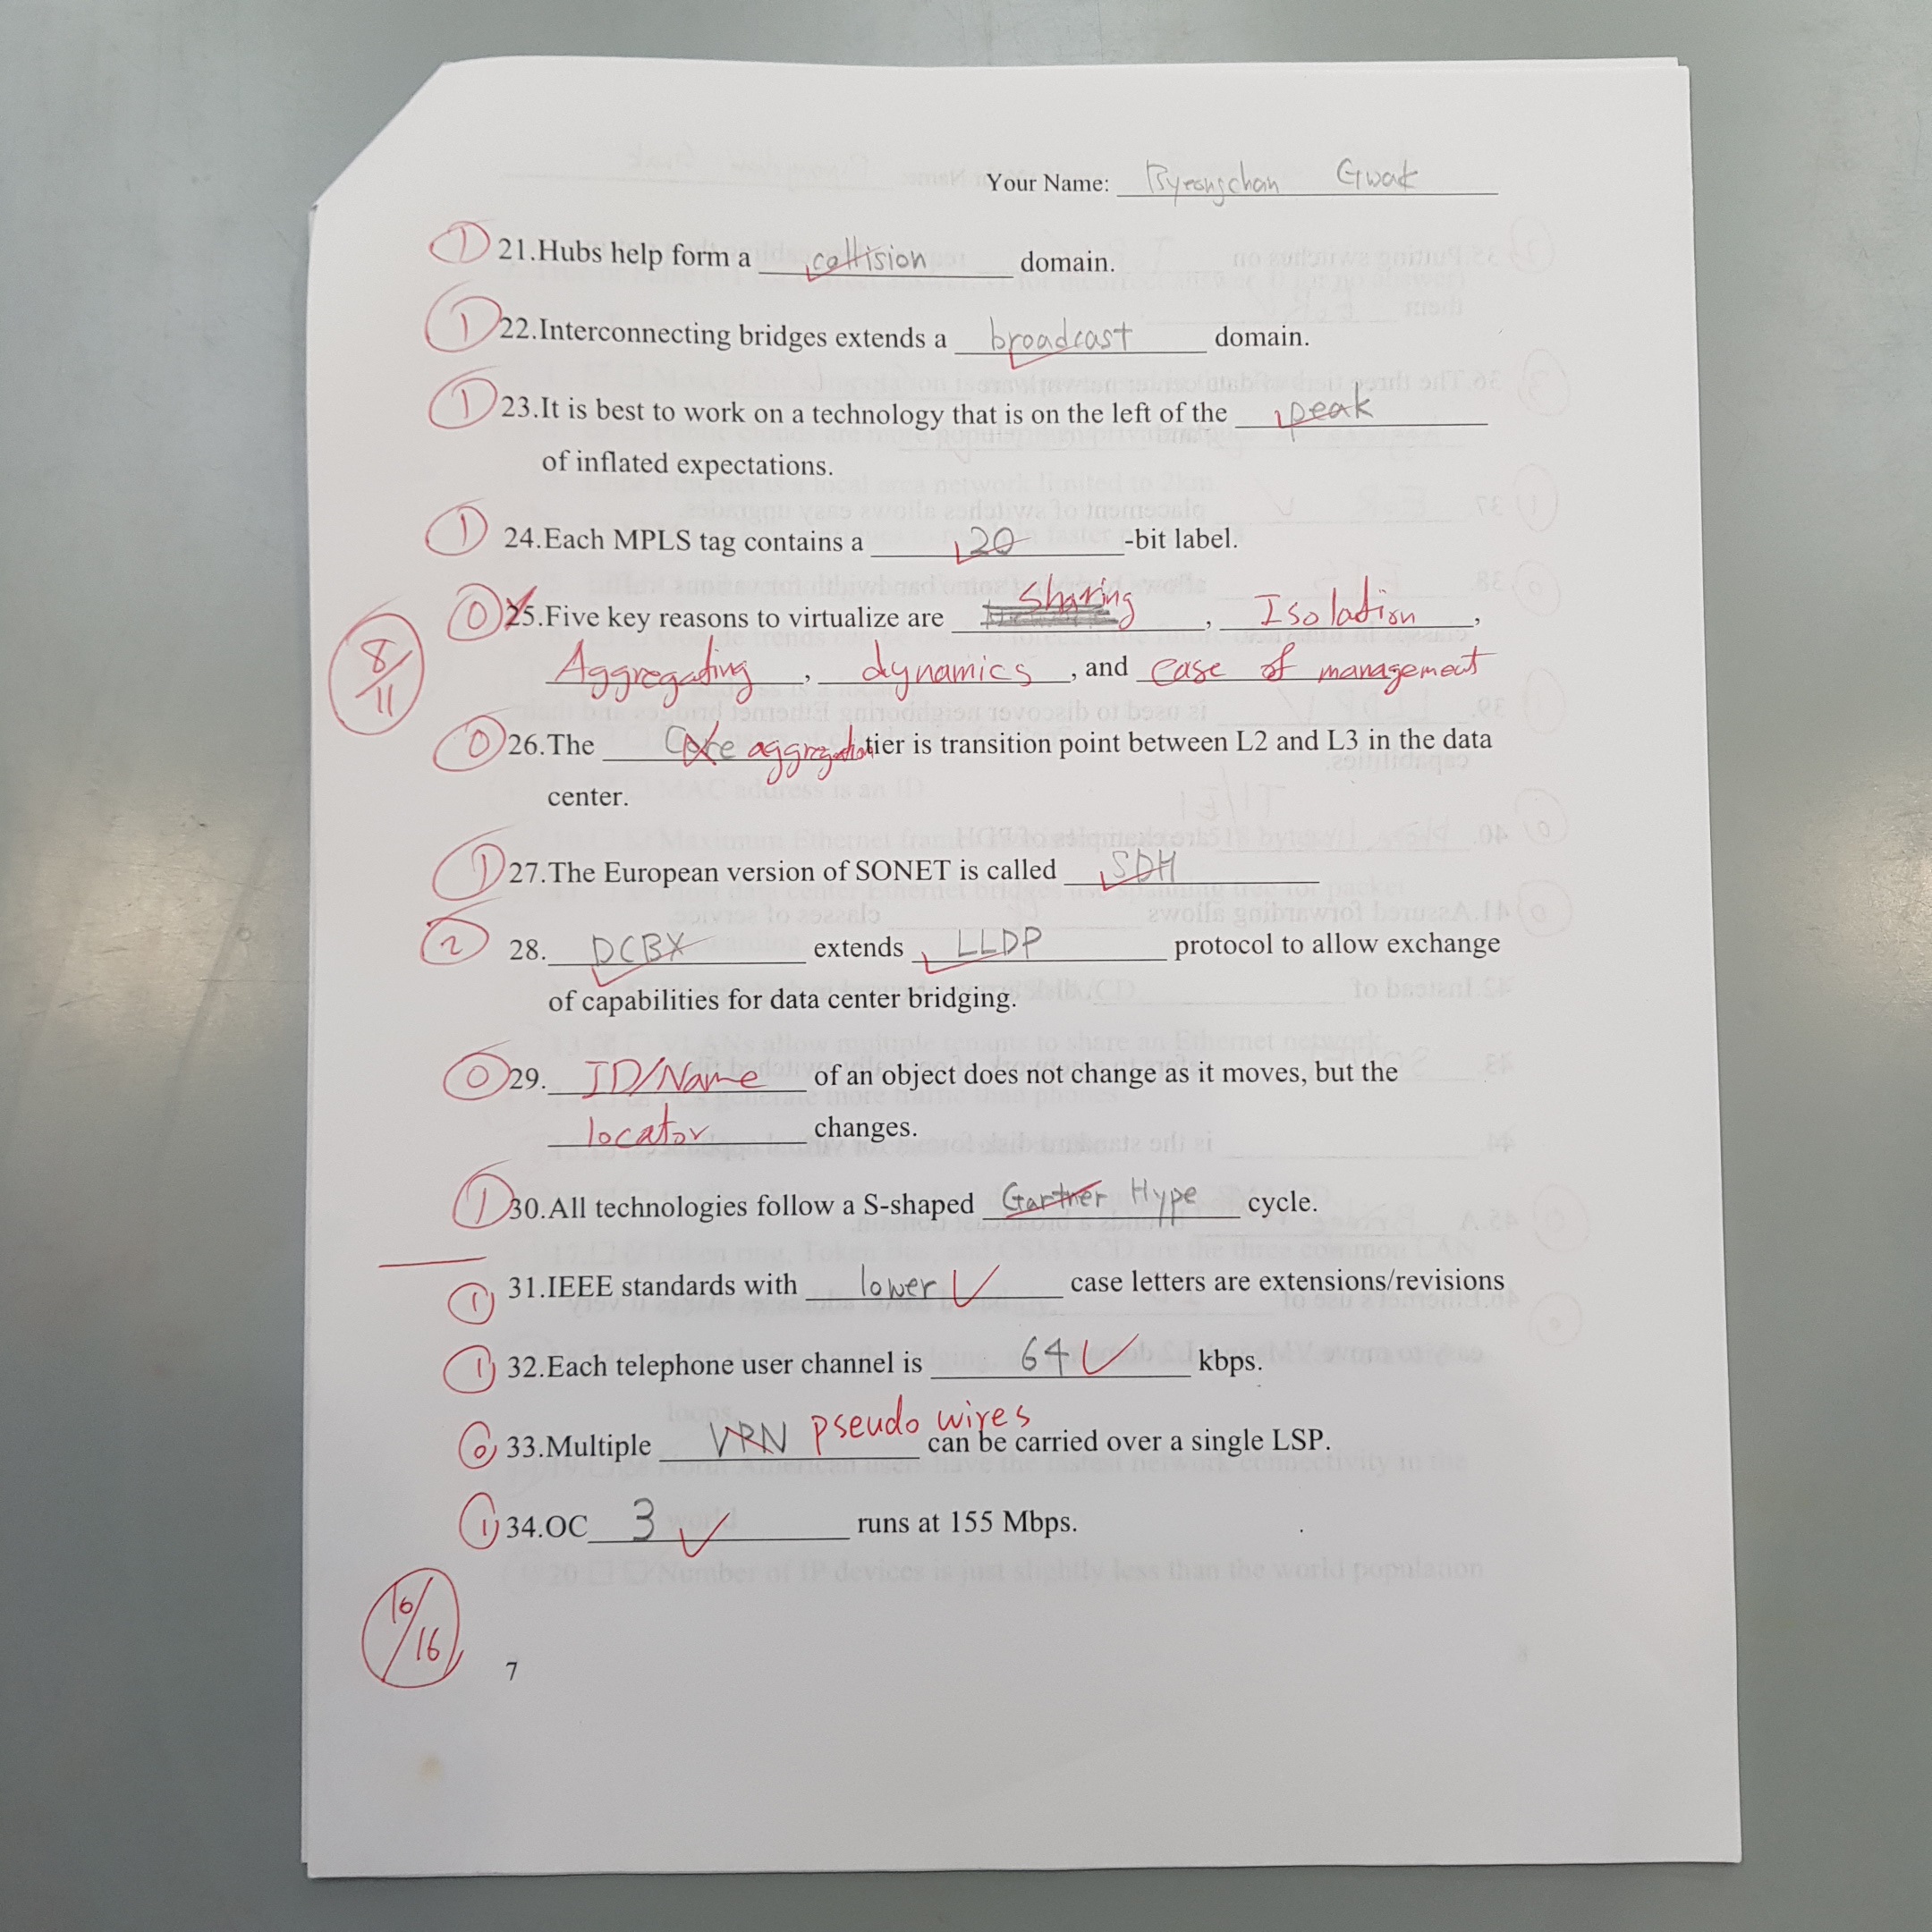 Your Name: Byeongchan Gwak
1 21.Hubs help form a collision domain.
1 22.Interconnecting bridges extends a broadcast domain.
1 23.It is best to work on a technology that is on the left of the peak
of inflated expectations.
1 24.Each MPLS tag contains a 20 -bit label.
0 25.Five key reasons to virtualize are Sharing, Isolation,
8/11
Aggregating, dynamics, and ease of management
0 26.The Core aggregation tier is transition point between L2 and L3 in the data
center.
1 27.The European version of SONET is called SDH
2 28. DCBX extends LLDP protocol to allow exchange
of capabilities for data center bridging.
0 29. ID/Name of an object does not change as it moves, but the
locator changes.
1 30.All technologies follow a S-shaped Gartner Hype cycle.
1 31.IEEE standards with lower case letters are extensions/revisions
1 32.Each telephone user channel is 64 kbps.
0 33.Multiple VPN pseudo wires can be carried over a single LSP.
1 34.OC 3 runs at 155 Mbps.
/16
7